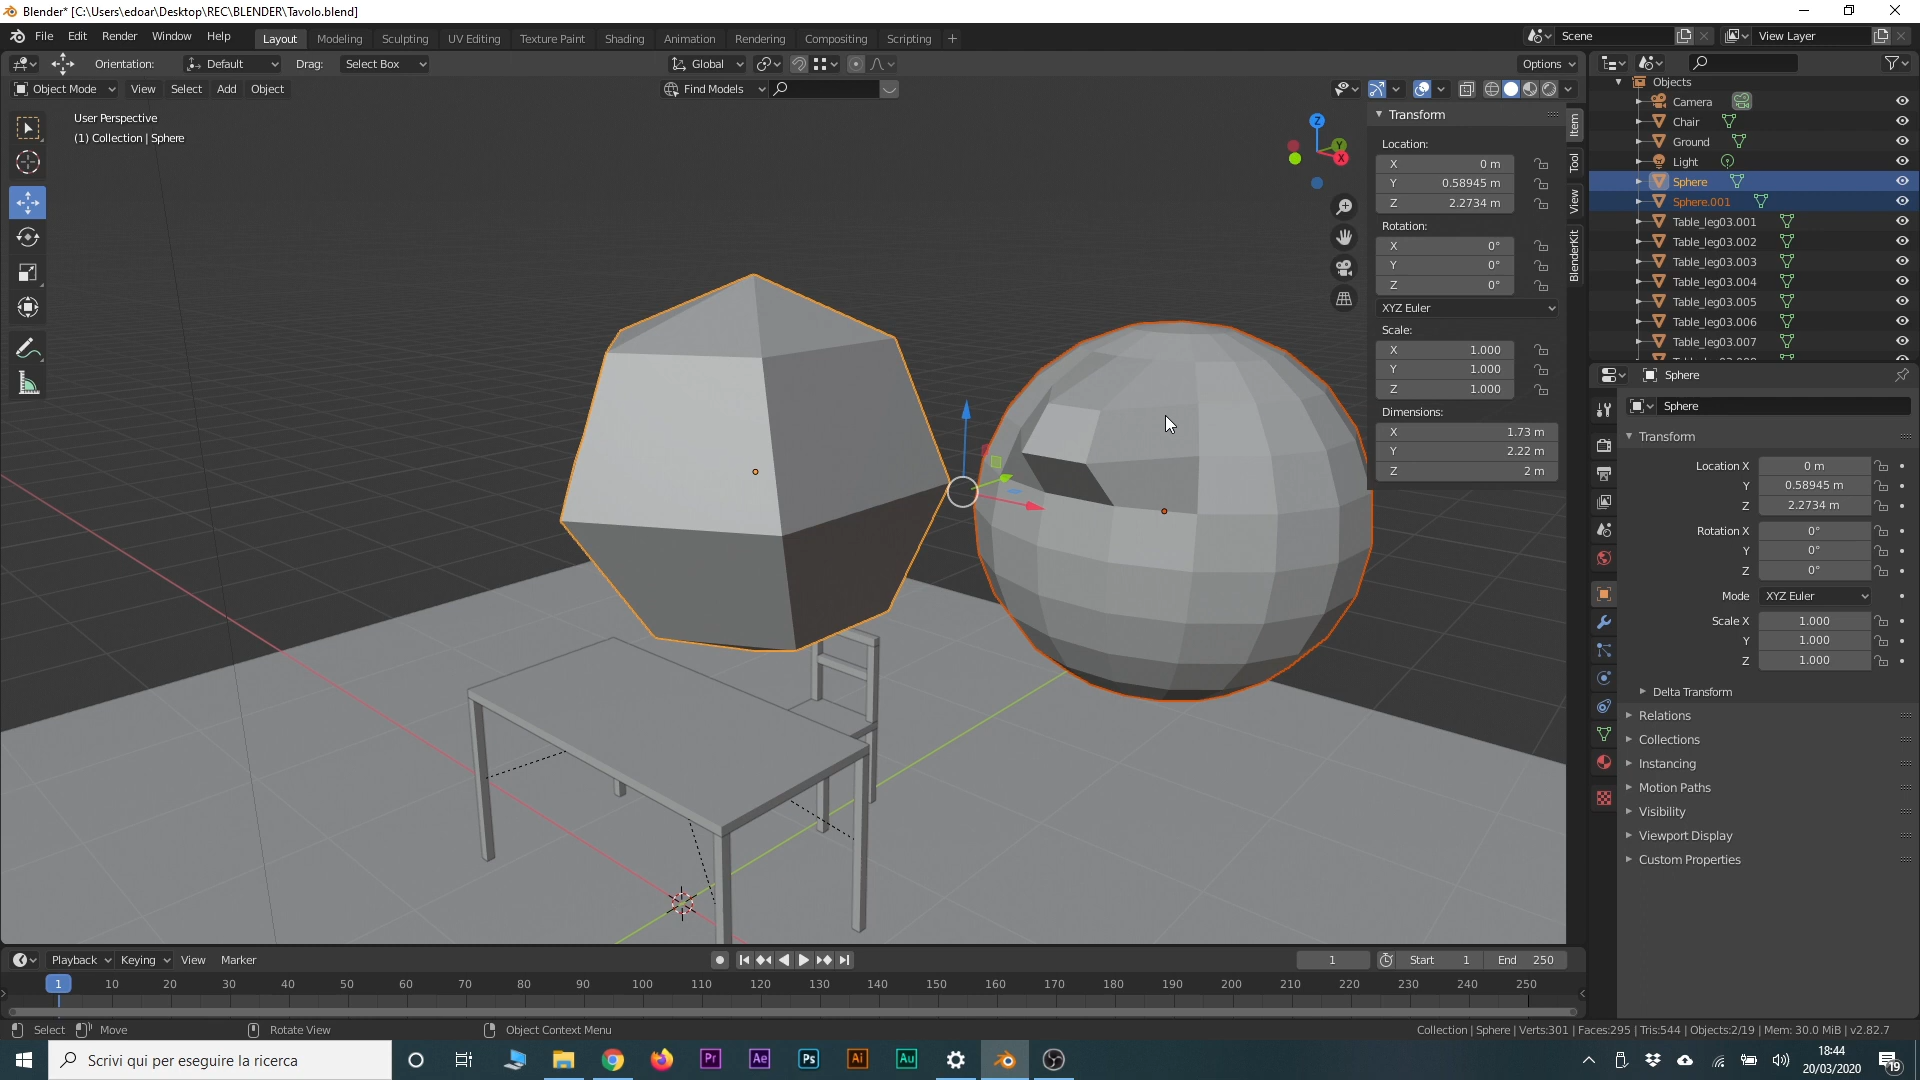 Blender* [C:\Users\edoar\Desktop\REC\BLENDER\Tavolo.blend]
File Edit Render Window Help Layout Modeling Sculpting UV Editing Texture Paint Shading Animation Rendering Compositing Scripting + Scene View Layer
Orientation: Default Drag: Select Box Global Options
Object Mode View Select Add Object Find Models
User Perspective
(1) Collection | Sphere
Z
Y
X
Transform
Location:
X 0 m
Y 0.58945 m
Z 2.2734 m
Rotation:
X 0°
Y 0°
Z 0°
XYZ Euler
Scale:
X 1.000
Y 1.000
Z 1.000
Dimensions:
X 1.73 m
Y 2.22 m
Z 2 m
Item
Tool
View
BlenderKit
Objects
Camera
Chair
Ground
Light
Sphere
Sphere.001
Table_leg03.001
Table_leg03.002
Table_leg03.003
Table_leg03.004
Table_leg03.005
Table_leg03.006
Table_leg03.007
Sphere
Sphere
Transform
Location X 0 m
Y 0.58945 m
Z 2.2734 m
Rotation X 0°
Y 0°
Z 0°
Mode XYZ Euler
Scale X 1.000
Y 1.000
Z 1.000
Delta Transform
Relations
Collections
Instancing
Motion Paths
Visibility
Viewport Display
Custom Properties
Playback Keying View Marker 1 Start 1 End 250
1 10 20 30 40 50 60 70 80 90 100 110 120 130 140 150 160 170 180 190 200 210 220 230 240 250
Select Move Rotate View Object Context Menu Collection | Sphere | Verts:301 | Faces:295 | Tris:544 | Objects:2/19 | Mem: 30.0 MiB | v2.82.7
Scrivi qui per eseguire la ricerca Pr Ae Ps Ai Au 18:44
20/03/2020 19